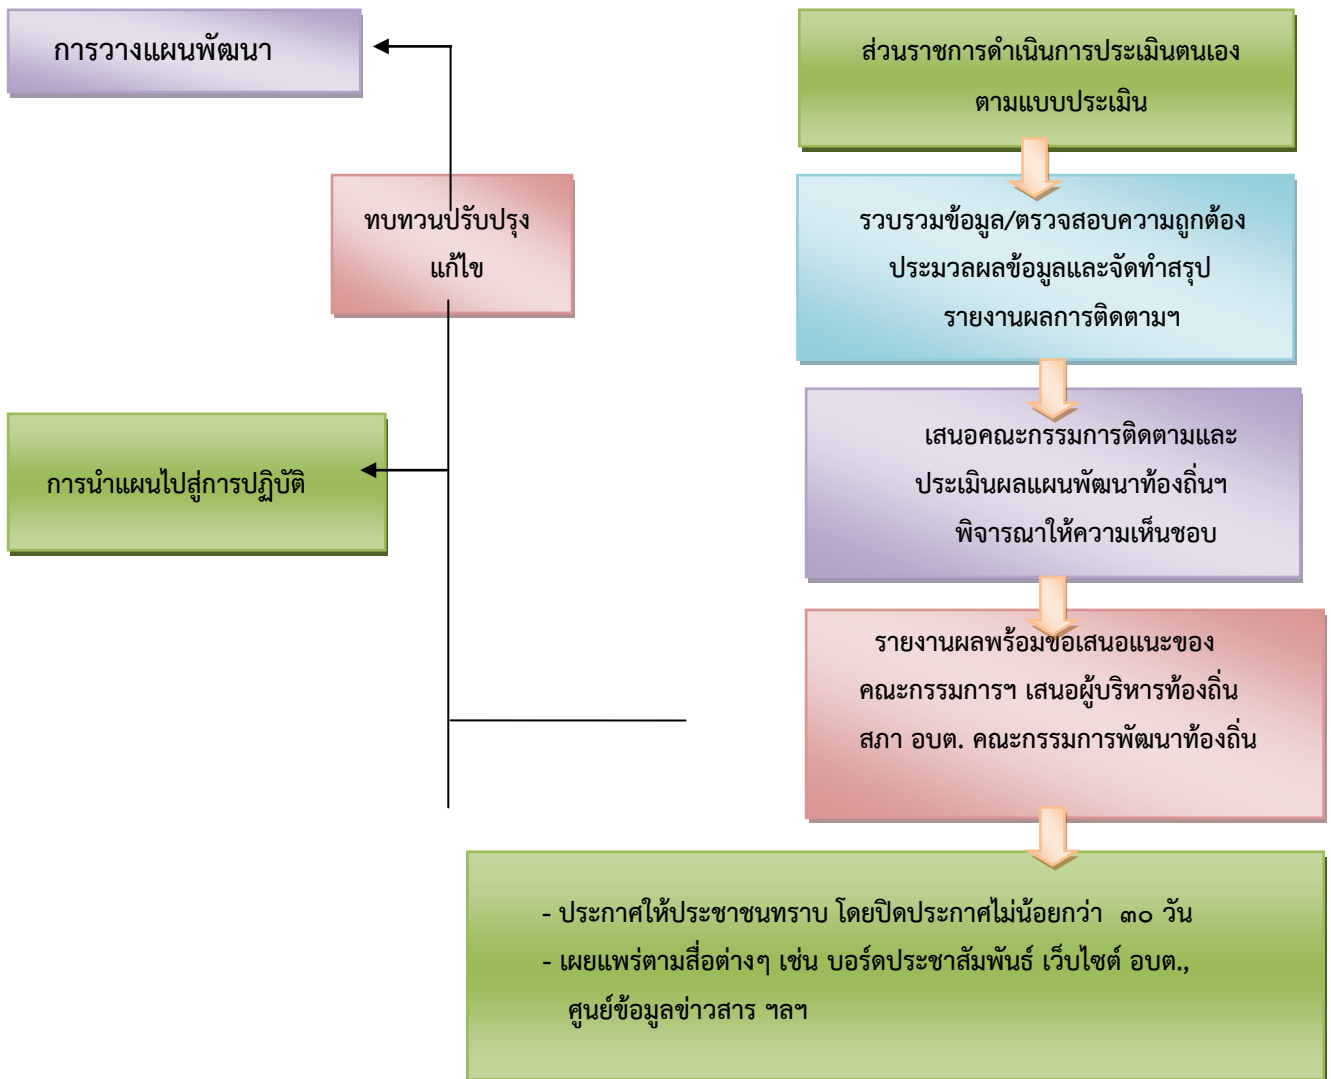 การวางแผนพัฒนา
ทบทวนปรับปรุง
แก้ไข
การนำแผนไปสู่การปฏิบัติ
ส่วนราชการดำเนินการประเมินตนเอง
ตามแบบประเมิน
รวบรวมข้อมูล/ตรวจสอบความถูกต้อง
ประมวลผลข้อมูลและจัดทำสรุป
รายงานผลการติดตามฯ
เสนอคณะกรรมการติดตามและ
ประเมินผลแผนพัฒนาท้องถิ่นฯ
พิจารณาให้ความเห็นชอบ
รายงานผลพร้อมข้อเสนอแนะของ
คณะกรรมการฯ เสนอผู้บริหารท้องถิ่น
สภา อบต. คณะกรรมการพัฒนาท้องถิ่น
- ประกาศให้ประชาชนทราบ โดยปิดประกาศไม่น้อยกว่า ๓๐ วัน
- เผยแพร่ตามสื่อต่างๆ เช่น บอร์ดประชาสัมพันธ์ เว็บไซต์ อบต.,
ศูนย์ข้อมูลข่าวสาร ฯลฯ